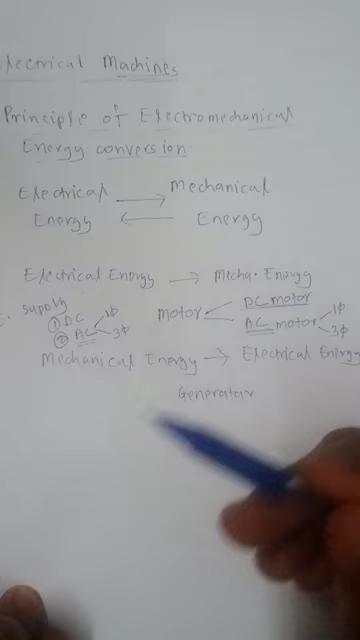 Electrical Machines
Principle of Electromechanical
Energy conversion
Electrical → Mechanical
Energy ← Energy
Electrical Energy → Mecha. Energy
E. supply
① DC
② AC 1Φ 3Φ
Motor DC motor
AC motor 1Φ 3Φ
Mechanical Energy → Electrical Energy
Generator